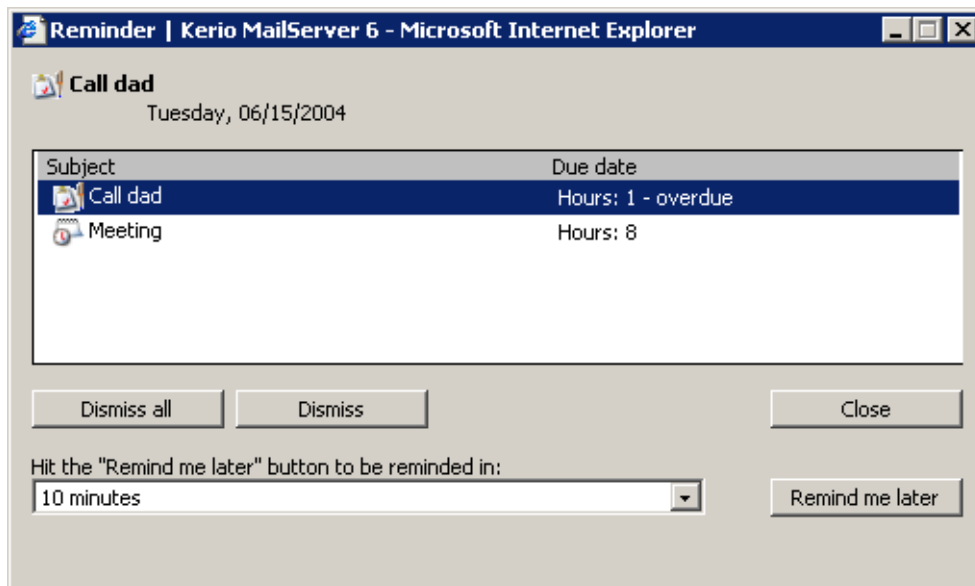 Reminder | Kerio MailServer 6 - Microsoft Internet Explorer
Call dad
Tuesday, 06/15/2004
Subject Due date
Call dad Hours: 1 - overdue
Meeting Hours: 8
Dismiss all Dismiss Close
Hit the "Remind me later" button to be reminded in:
10 minutes Remind me later